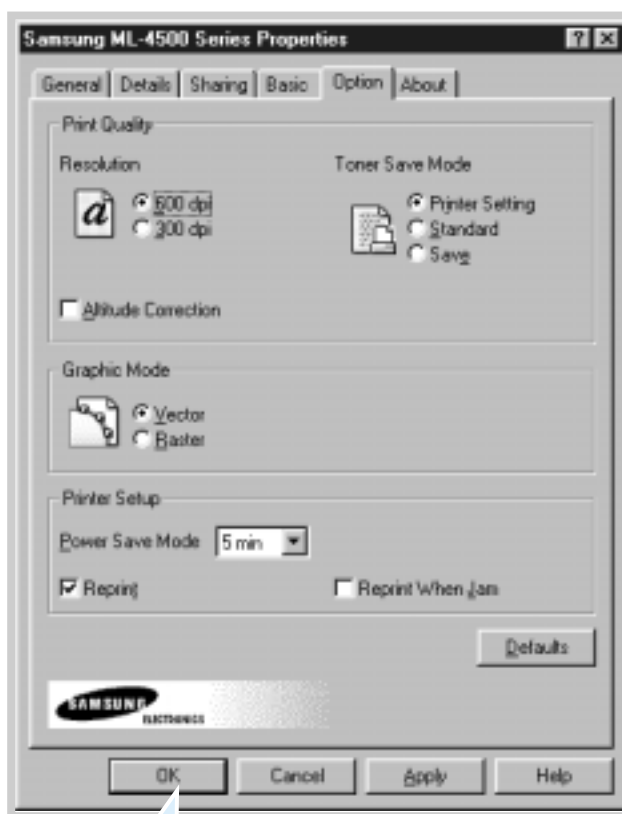 Samsung ML-4500 Series Properties
General Details Sharing Basic Option About
Print Quality
Resolution
600 dpi
300 dpi
Toner Save Mode
Printer Setting
Standard
Save
Altitude Correction
Graphic Mode
Vector
Raster
Printer Setup
Power Save Mode 5 min
Reprint
Reprint When Jam
Defaults
SAMSUNG
ELECTRONICS
OK Cancel Apply Help